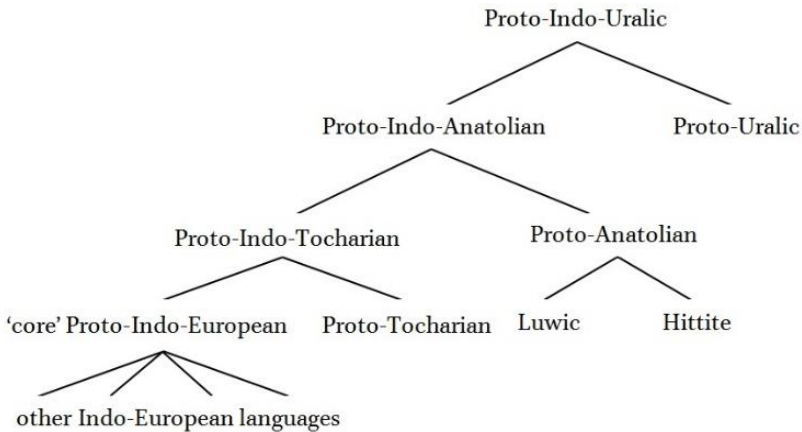 Proto-Indo-Uralic
Proto-Indo-Anatolian Proto-Uralic
Proto-Indo-Tocharian Proto-Anatolian
‘core’ Proto-Indo-European Proto-Tocharian Luwic Hittite
other Indo-European languages